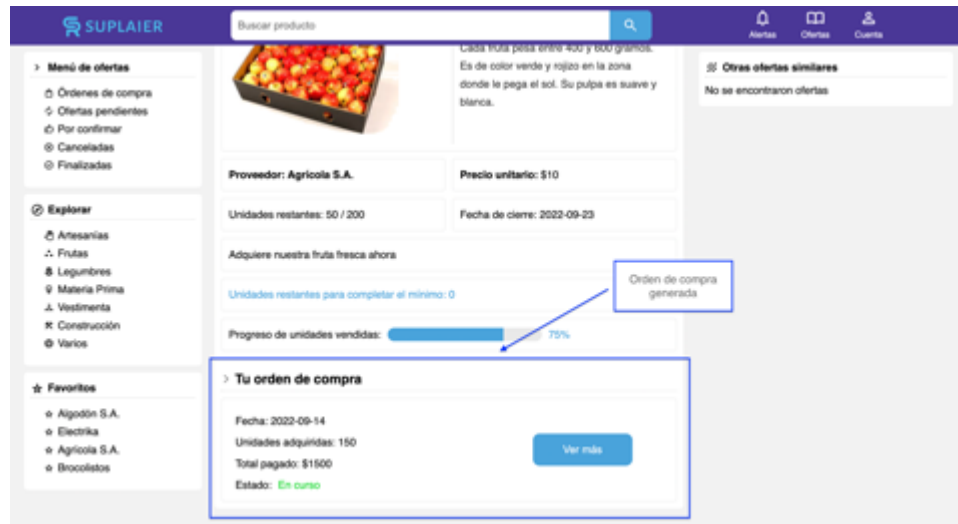 SUPLAIER
Buscar producto
Alertas
Ofertas
Cuenta
Menú de ofertas
Órdenes de compra
Ofertas pendientes
Por confirmar
Canceladas
Finalizadas
Explorar
Artesanías
Frutas
Legumbres
Materia Prima
Vestimenta
Construcción
Varios
Favoritos
Algodón S.A.
Electrika
Agrícola S.A.
Brocolistos
Cada fruta pesa entre 400 y 600 gramos.
Es de color verde y rojizo en la zona
donde le pega el sol. Su pulpa es suave y
blanca.
Proveedor: Agrícola S.A.
Precio unitario: $10
Unidades restantes: 50 / 200
Fecha de cierre: 2022-09-23
Adquiere nuestra fruta fresca ahora
Unidades restantes para completar el mínimo: 0
Progreso de unidades vendidas:
75%
Orden de compra
generada
Tu orden de compra
Fecha: 2022-09-14
Unidades adquiridas: 150
Total pagado: $1500
Estado: En curso
Ver más
Otras ofertas similares
No se encontraron ofertas